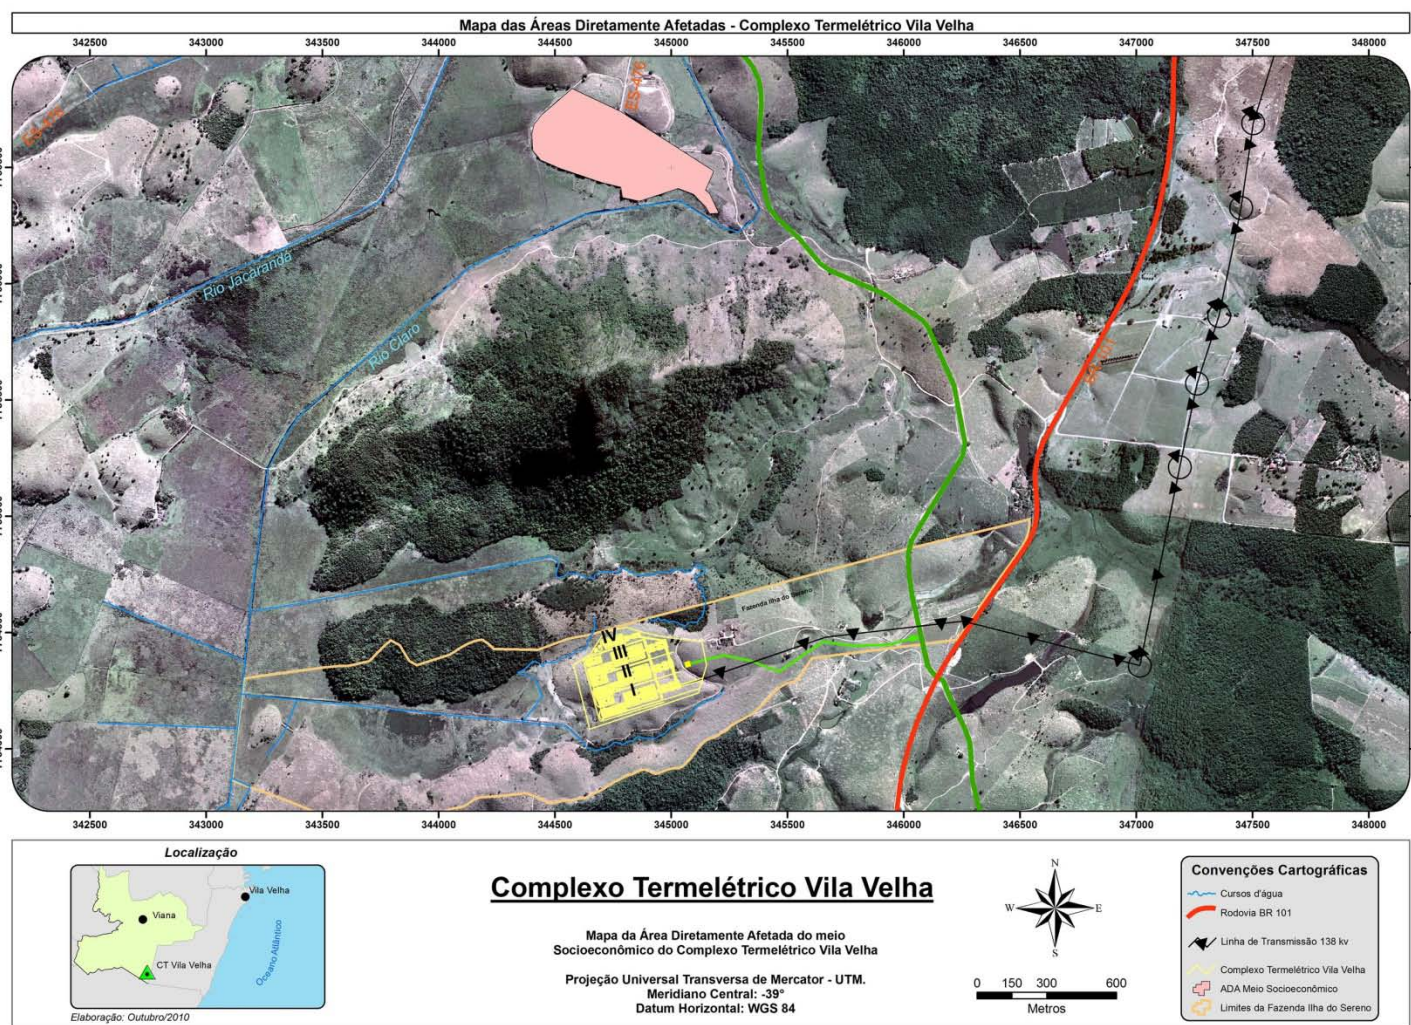 Mapa das Áreas Diretamente Afetadas - Complexo Termelétrico Vila Velha
342500 343000 343500 344000 344500 345000 345500 346000 346500 347000 347500 348000
ES-476
Rio Jacarandá
Rio Claro
Fazenda Ilha do Sereno
IV
III
II
I
342500 343000 343500 344000 344500 345000 345500 346000 346500 347000 347500 348000
Localização
Vila Velha
Viana
CT Vila Velha
Oceano Atlântico
Elaboração: Outubro/2010
Complexo Termelétrico Vila Velha
Mapa da Área Diretamente Afetada do meio
Socioeconômico do Complexo Termelétrico Vila Velha
Projeção Universal Transversa de Mercator - UTM.
Meridiano Central: -39°
Datum Horizontal: WGS 84
N
W E
S
0 150 300 600
Metros
Convenções Cartográficas
Cursos d'água
Rodovia BR 101
Linha de Transmissão 138 kv
Complexo Termelétrico Vila Velha
ADA Meio Socioeconômico
Limites da Fazenda Ilha do Sereno